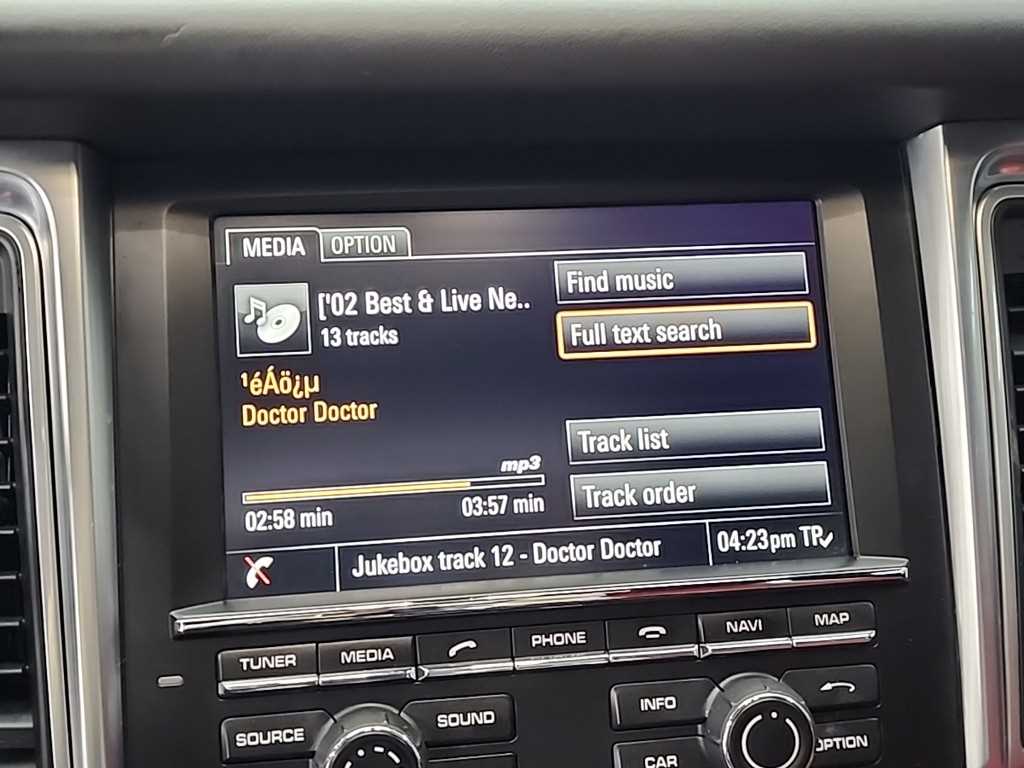 MEDIA OPTION
['02 Best & Live Ne..
13 tracks
¹éÁö¿µ
Doctor Doctor
mp3
02:58 min 03:57 min
Find music
Full text search
Track list
Track order
Jukebox track 12 - Doctor Doctor
04:23pm TP
TUNER MEDIA PHONE NAVI MAP
SOURCE SOUND INFO
CAR OPTION